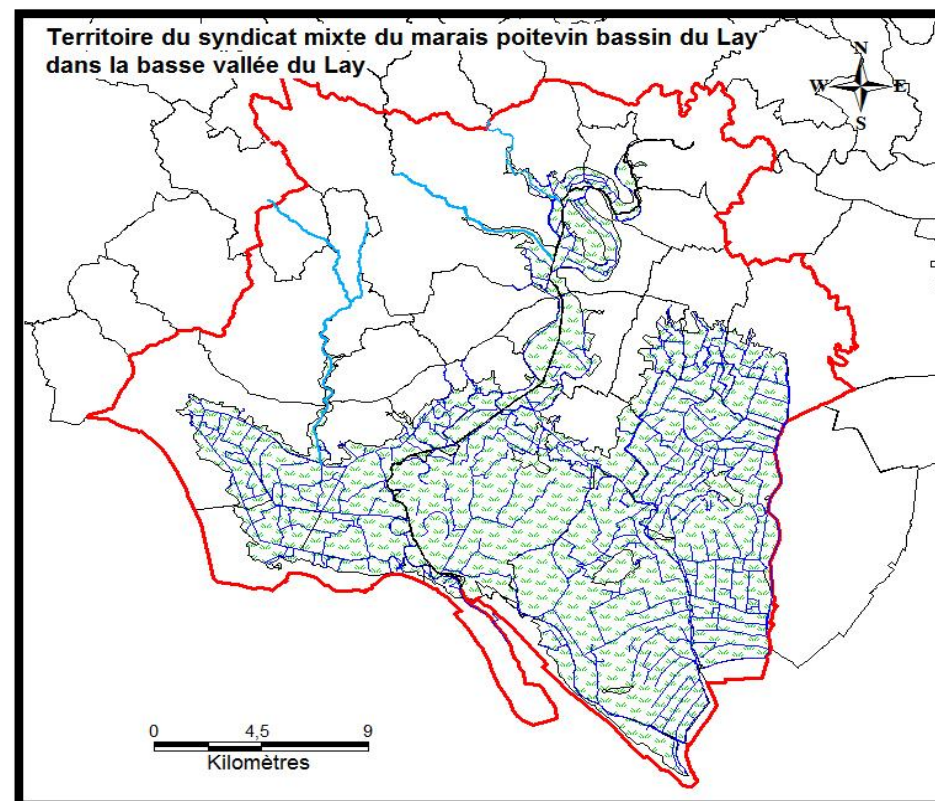 Territoire du syndicat mixte du marais poitevin bassin du Lay
dans la basse vallée du Lay
N
W E
S
0 4,5 9
Kilomètres